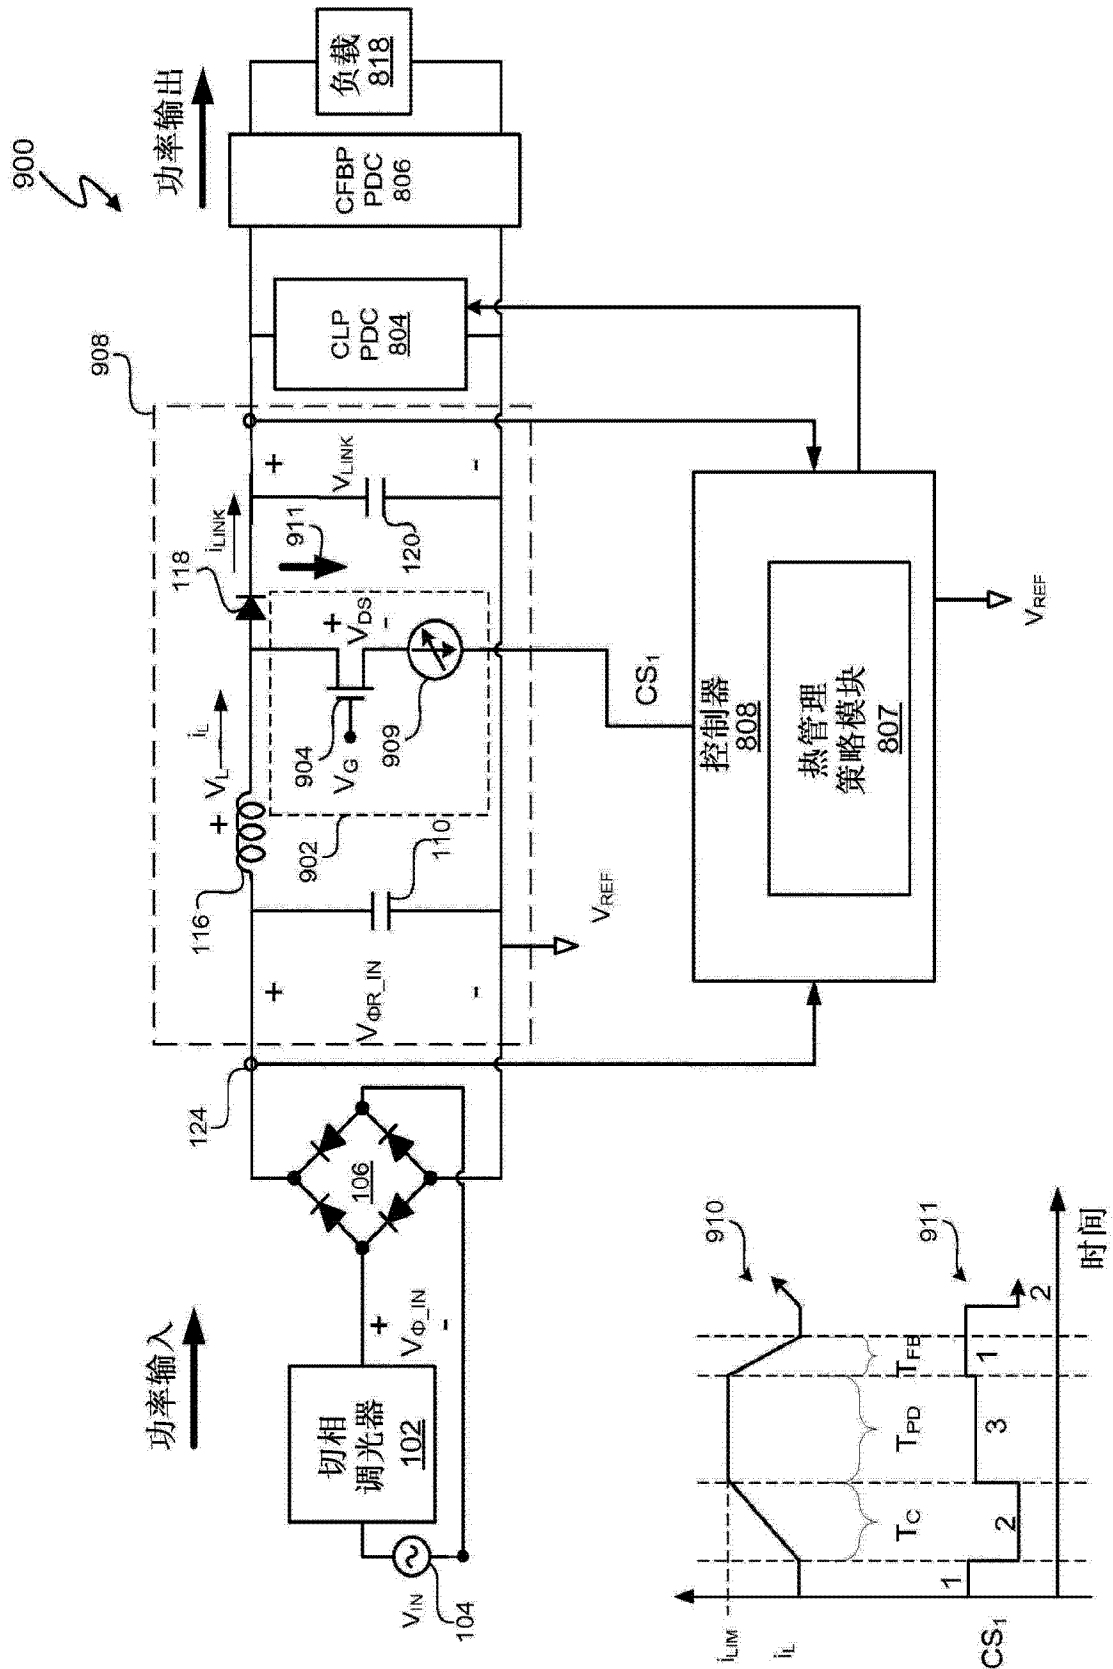 900
功率输入
功率输出
908
切相
调光器
102
V_IN
104
+
V_Φ_IN
-
106
124
+
V_ΦR_IN
-
110
V_REF
116
+ V_L
i_L
902
904
V_G
909
+
V_DS
-
118
i_LINK
911
+
V_LINK
-
120
CLP
PDC
804
CFBP
PDC
806
负载
818
CS₁
控制器
808
热管理
策略模块
807
V_REF
i_LIM
i_L
CS₁
910
911
T_C
T_PD
T_FB
1
2
3
1
2
时间